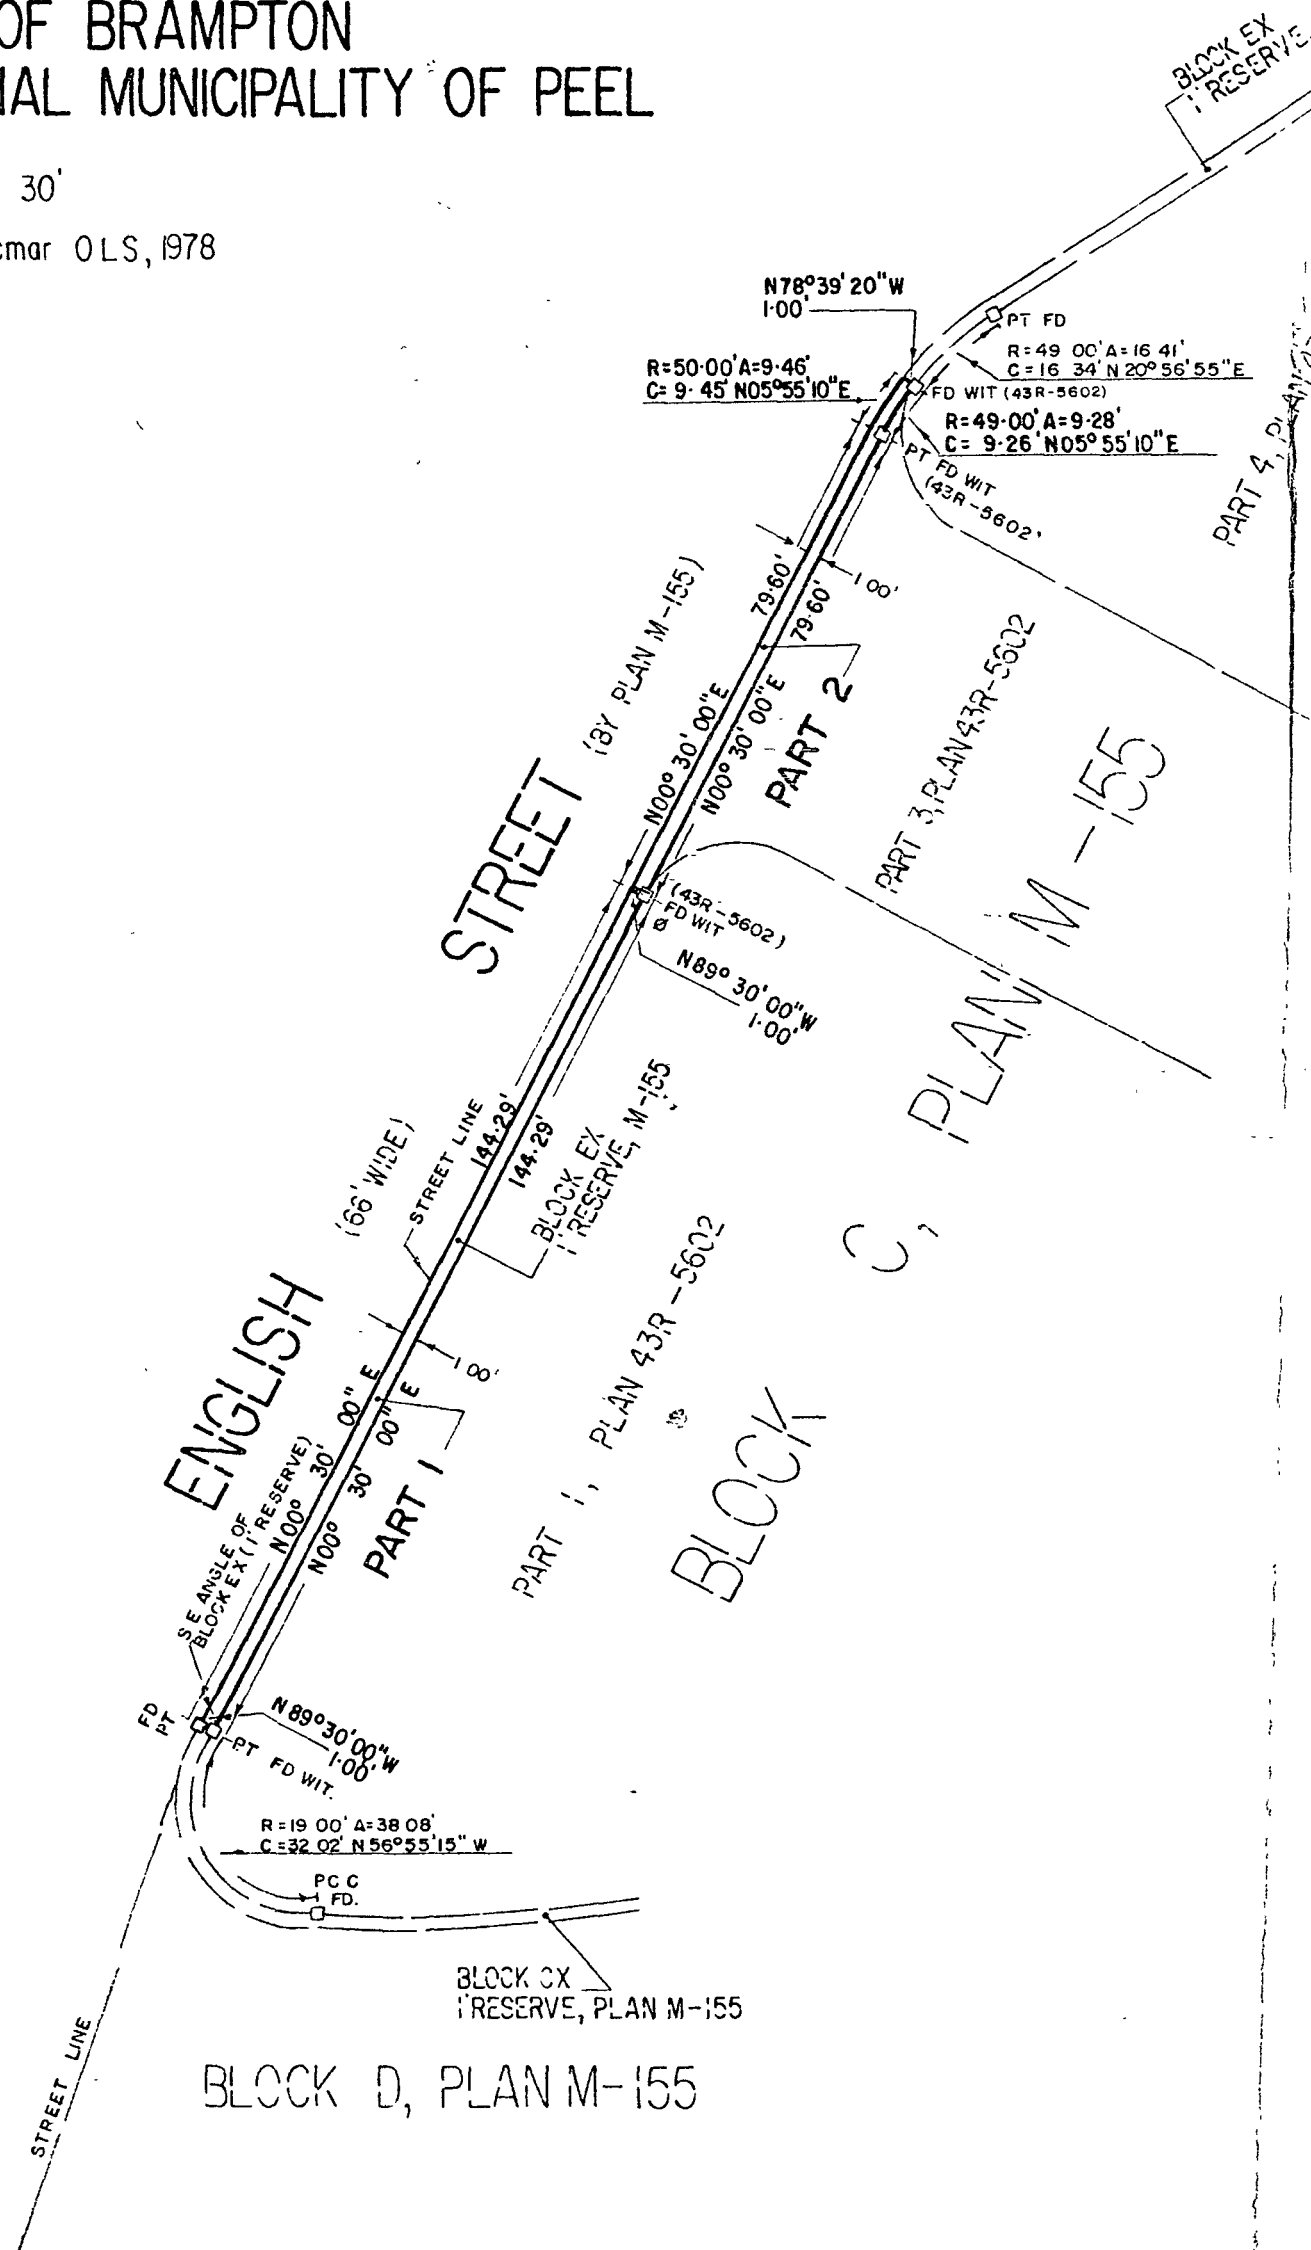 OF BRAMPTON
NAL MUNICIPALITY OF PEEL
30'
cmar OLS, 1978
BLOCK EX
1' RESERVE
N78°39'20"W
1·00'
PT FD
R=49 00' A=16 41'
C=16 34' N 20° 56' 55" E
R=50·00' A=9·46'
C= 9·45' N05°55'10"E
FD WIT (43R-5602)
R=49·00' A=9·28'
C= 9·26' N05°55'10"E
PT FD WIT
(43R-5602)
PART 4,
1 00'
79·60'
79·60'
(BY PLAN M-155)
STREET
N00° 30' 00"E
N00° 30' 00"E
PART 2
PART 3, PLAN 43R-5602
(43R-5602)
FD WIT
Ø
N89° 30' 00"W
1·00'
BLOCK C, PLAN M-155
(66' WIDE)
STREET LINE
144·29'
144·29'
BLOCK EX
1' RESERVE, M-155
ENGLISH
1 00'
N00° 30' 00" E
N00° 30' 00" E
PART 1
PART 1, PLAN 43R-5602
S E ANGLE OF
BLOCK EX (1' RESERVE)
FD
PT
N 89°30'00"W
1·00'
PT FD WIT.
R=19 00' A=38 08'
C=32 02' N 56°55'15" W
PC C
FD.
BLOCK CX
1' RESERVE, PLAN M-155
STREET LINE
BLOCK D, PLAN M-155